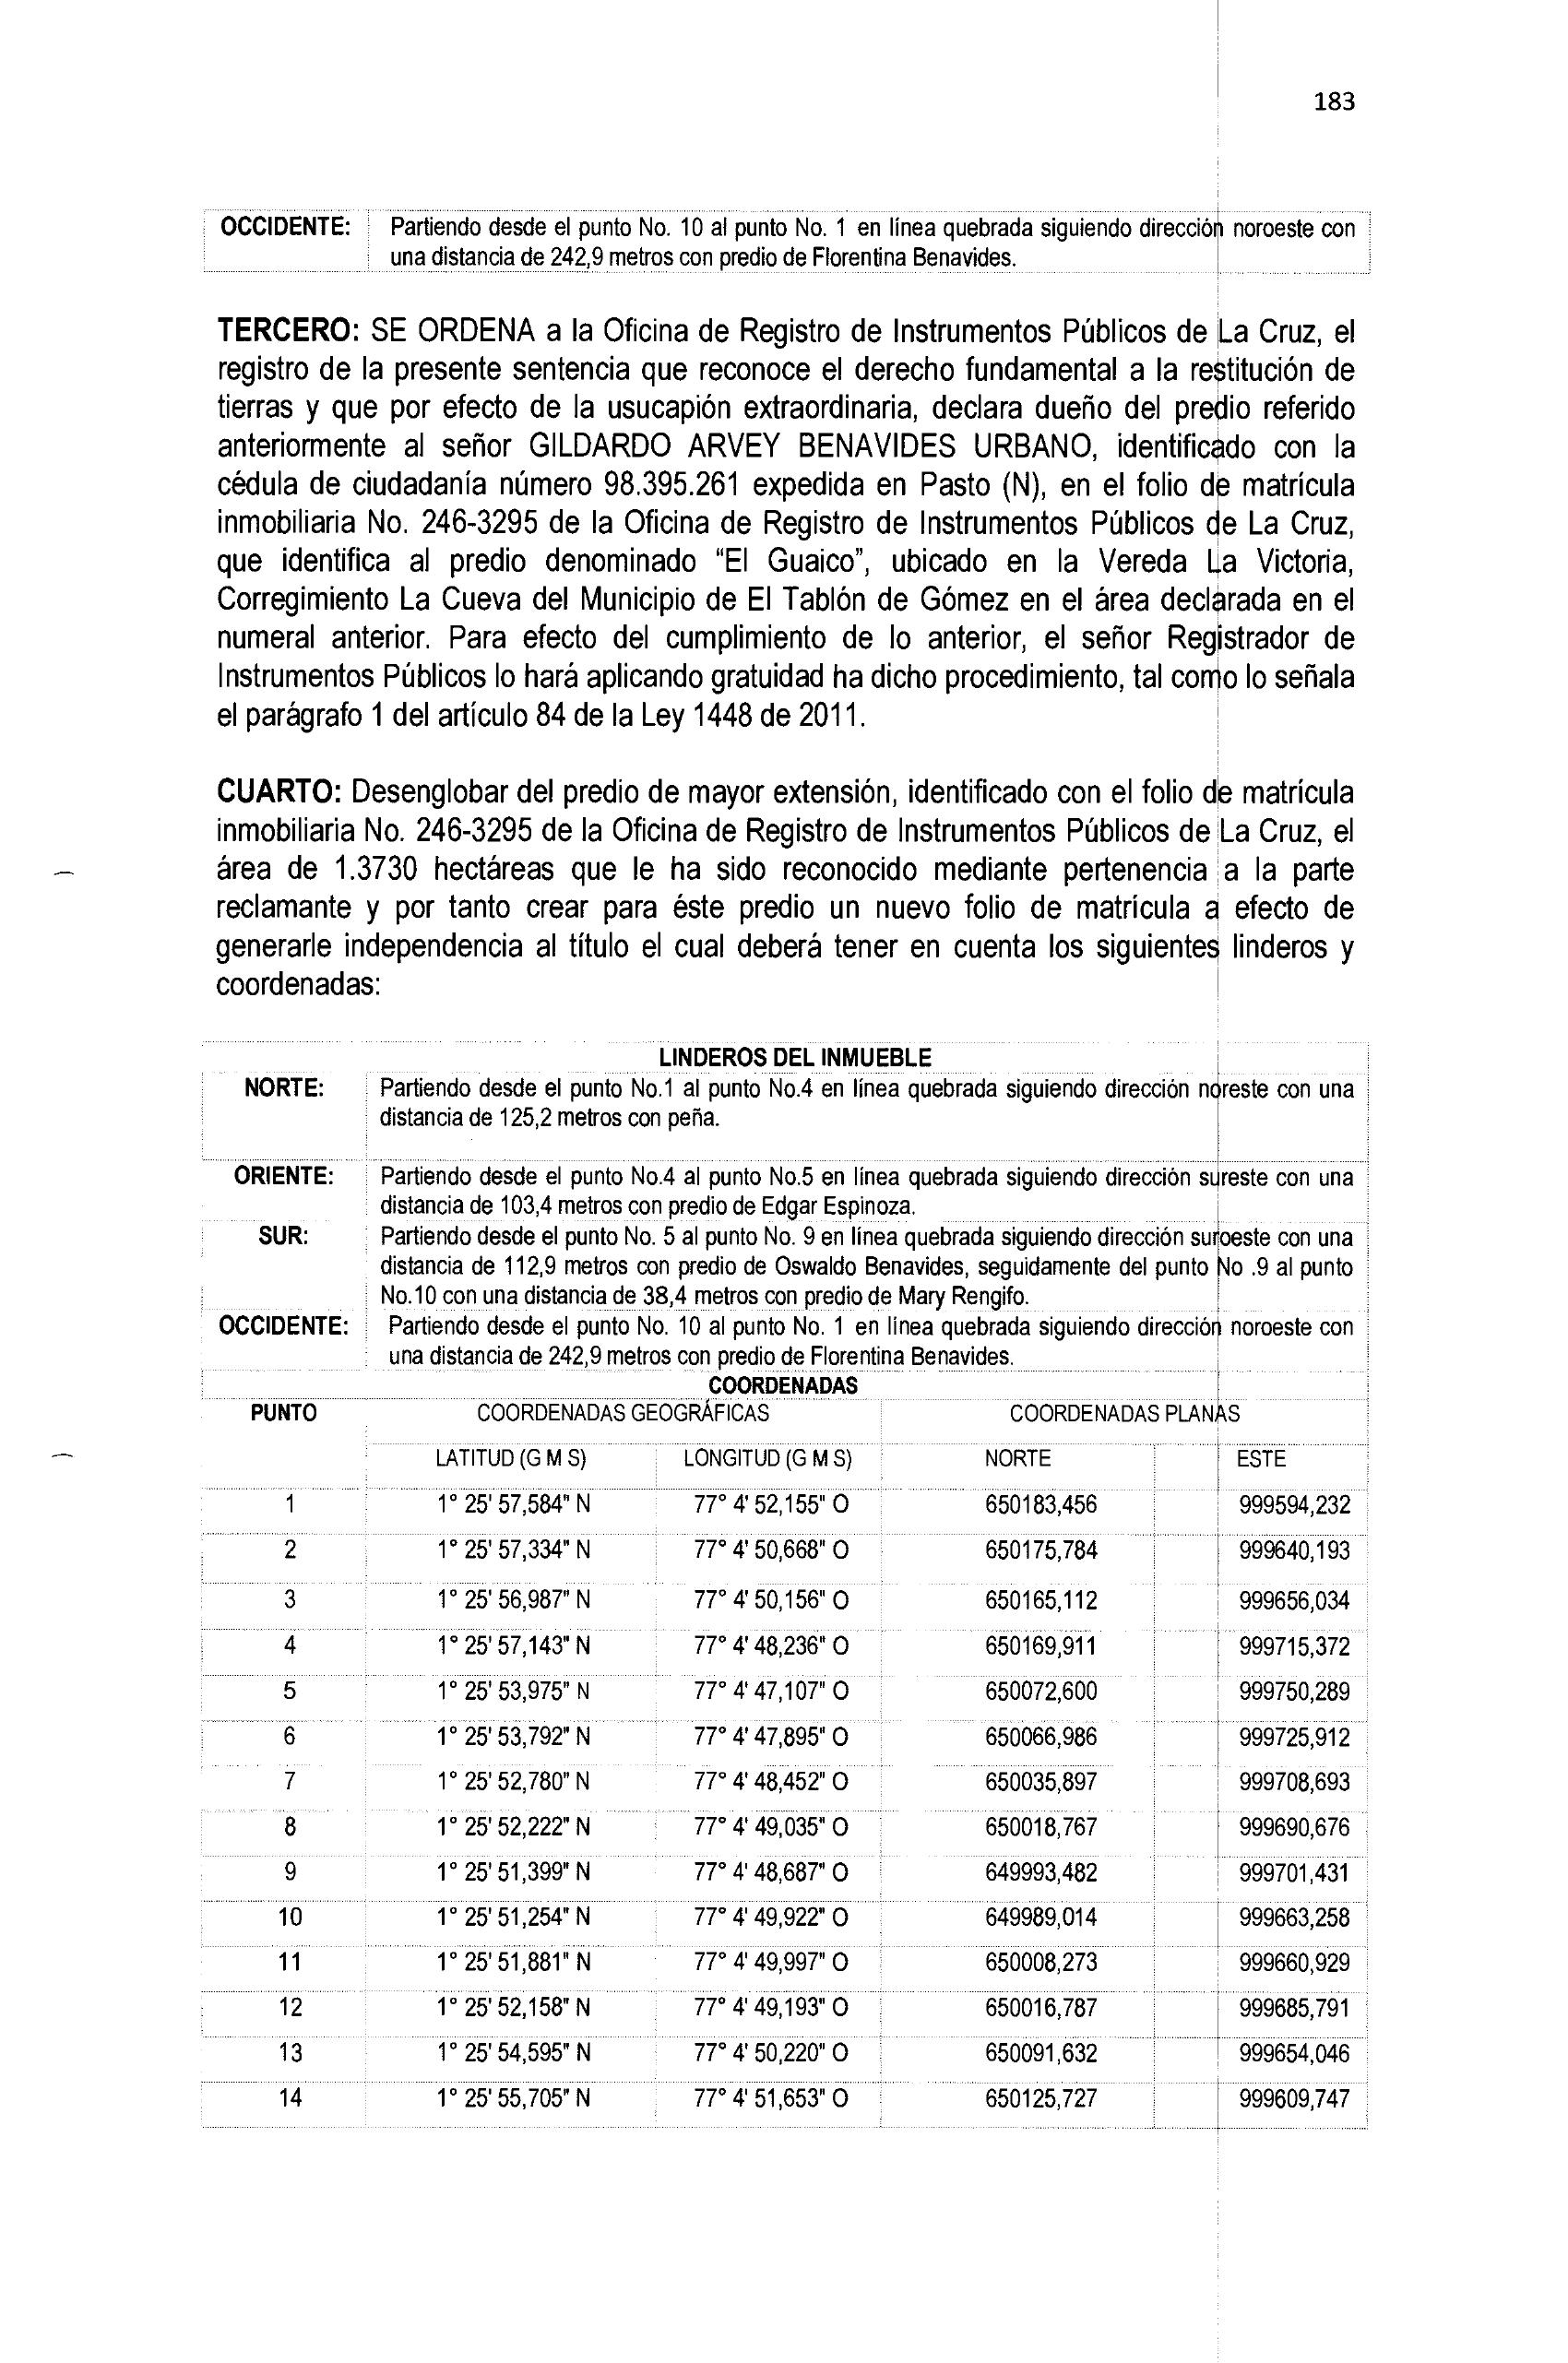 183
OCCIDENTE: Partiendo desde el punto No. 10 al punto No. 1 en línea quebrada siguiendo dirección noroeste con
una distancia de 242,9 metros con predio de Florentina Benavides.
TERCERO: SE ORDENA a la Oficina de Registro de Instrumentos Públicos de La Cruz, el
registro de la presente sentencia que reconoce el derecho fundamental a la restitución de
tierras y que por efecto de la usucapión extraordinaria, declara dueño del predio referido
anteriormente al señor GILDARDO ARVEY BENAVIDES URBANO, identificado con la
cédula de ciudadanía número 98.395.261 expedida en Pasto (N), en el folio de matrícula
inmobiliaria No. 246-3295 de la Oficina de Registro de Instrumentos Públicos de La Cruz,
que identifica al predio denominado "El Guaico", ubicado en la Vereda La Victoria,
Corregimiento La Cueva del Municipio de El Tablón de Gómez en el área declarada en el
numeral anterior. Para efecto del cumplimiento de lo anterior, el señor Registrador de
Instrumentos Públicos lo hará aplicando gratuidad ha dicho procedimiento, tal como lo señala
el parágrafo 1 del artículo 84 de la Ley 1448 de 2011.
CUARTO: Desenglobar del predio de mayor extensión, identificado con el folio de matrícula
inmobiliaria No. 246-3295 de la Oficina de Registro de Instrumentos Públicos de La Cruz, el
área de 1.3730 hectáreas que le ha sido reconocido mediante pertenencia a la parte
reclamante y por tanto crear para éste predio un nuevo folio de matrícula a efecto de
generarle independencia al título el cual deberá tener en cuenta los siguientes linderos y
coordenadas:
LINDEROS DEL INMUEBLE
NORTE: Partiendo desde el punto No.1 al punto No.4 en línea quebrada siguiendo dirección noreste con una
distancia de 125,2 metros con peña.
ORIENTE: Partiendo desde el punto No.4 al punto No.5 en línea quebrada siguiendo dirección sureste con una
distancia de 103,4 metros con predio de Edgar Espinoza.
SUR: Partiendo desde el punto No. 5 al punto No. 9 en línea quebrada siguiendo dirección suroeste con una
distancia de 112,9 metros con predio de Oswaldo Benavides, seguidamente del punto No .9 al punto
No.10 con una distancia de 38,4 metros con predio de Mary Rengifo.
OCCIDENTE: Partiendo desde el punto No. 10 al punto No. 1 en línea quebrada siguiendo dirección noroeste con
una distancia de 242,9 metros con predio de Florentina Benavides.
COORDENADAS
PUNTO COORDENADAS GEOGRÁFICAS COORDENADAS PLANAS
LATITUD (G M S) LONGITUD (G M S) NORTE ESTE
1 1° 25' 57,584" N 77° 4' 52,155" O 650183,456 999594,232
2 1° 25' 57,334" N 77° 4' 50,668" O 650175,784 999640,193
3 1° 25' 56,987" N 77° 4' 50,156" O 650165,112 999656,034
4 1° 25' 57,143" N 77° 4' 48,236" O 650169,911 999715,372
5 1° 25' 53,975" N 77° 4' 47,107" O 650072,600 999750,289
6 1° 25' 53,792" N 77° 4' 47,895" O 650066,986 999725,912
7 1° 25' 52,780" N 77° 4' 48,452" O 650035,897 999708,693
8 1° 25' 52,222" N 77° 4' 49,035" O 650018,767 999690,676
9 1° 25' 51,399" N 77° 4' 48,687" O 649993,482 999701,431
10 1° 25' 51,254" N 77° 4' 49,922" O 649989,014 999663,258
11 1° 25' 51,881" N 77° 4' 49,997" O 650008,273 999660,929
12 1° 25' 52,158" N 77° 4' 49,193" O 650016,787 999685,791
13 1° 25' 54,595" N 77° 4' 50,220" O 650091,632 999654,046
14 1° 25' 55,705" N 77° 4' 51,653" O 650125,727 999609,747